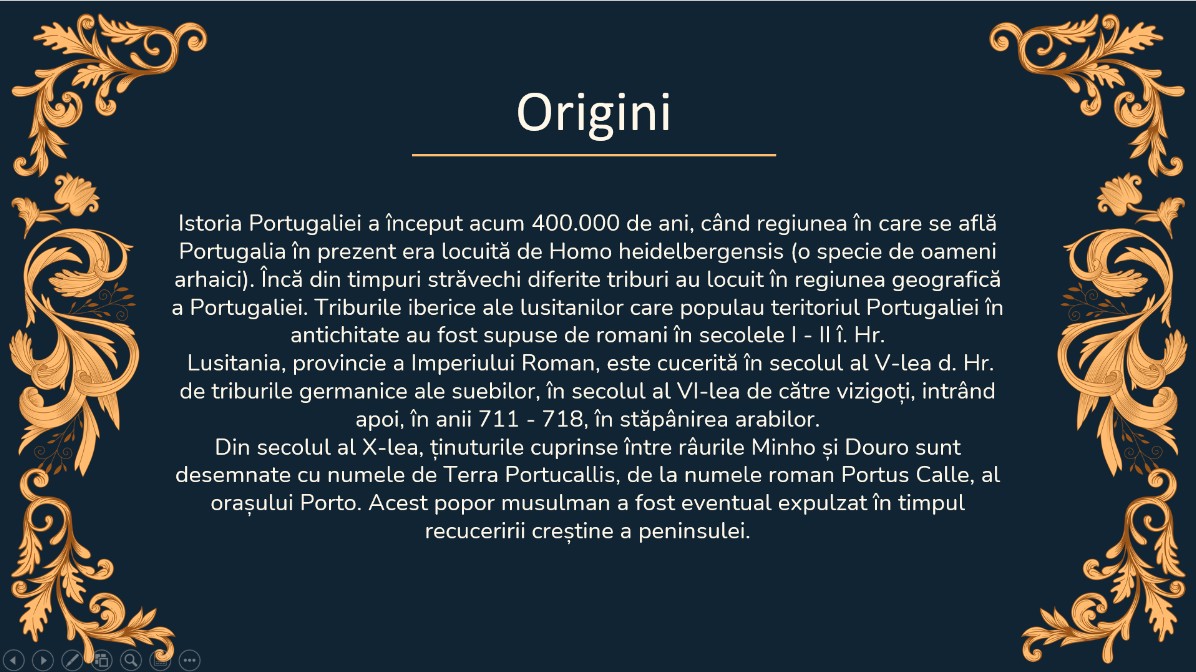 Origini
Istoria Portugaliei a început acum 400.000 de ani, când regiunea în care se află
Portugalia în prezent era locuită de Homo heidelbergensis (o specie de oameni
arhaici). Încă din timpuri străvechi diferite triburi au locuit în regiunea geografică
a Portugaliei. Triburile iberice ale lusitanilor care populau teritoriul Portugaliei în
antichitate au fost supuse de romani în secolele I - II î. Hr.
Lusitania, provincie a Imperiului Roman, este cucerită în secolul al V-lea d. Hr.
de triburile germanice ale suebilor, în secolul al VI-lea de către vizigoți, intrând
apoi, în anii 711 - 718, în stăpânirea arabilor.
Din secolul al X-lea, ținuturile cuprinse între râurile Minho și Douro sunt
desemnate cu numele de Terra Portucallis, de la numele roman Portus Calle, al
orașului Porto. Acest popor musulman a fost eventual expulzat în timpul
recuceririi creștine a peninsulei.